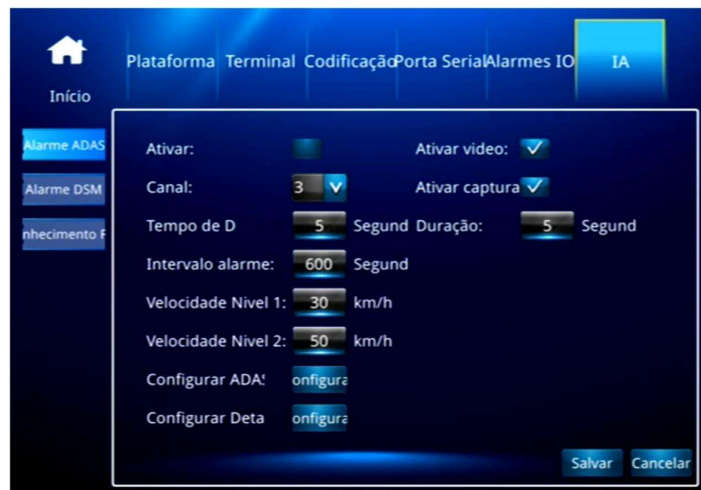 Início
Plataforma Terminal Codificação Porta Serial Alarmes IO IA
Alarme ADAS
Alarme DSM
nhecimento F
Ativar: Ativar video:
Canal: 3 Ativar captura
Tempo de D 5 Segund Duração: 5 Segund
Intervalo alarme: 600 Segund
Velocidade Nivel 1: 30 km/h
Velocidade Nivel 2: 50 km/h
Configurar ADAS onfigura
Configurar Deta onfigura
Salvar Cancelar